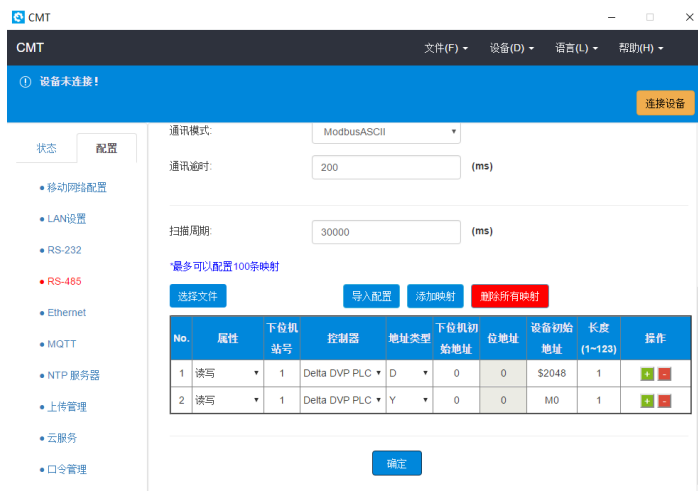 CMT
CMT 文件(F) 设备(D) 语言(L) 帮助(H)
设备未连接！
连接设备
状态 配置
移动网络配置
LAN设置
RS-232
RS-485
Ethernet
MQTT
NTP 服务器
上传管理
云服务
口令管理
通讯模式: ModbusASCII
通讯逾时: 200 (ms)
扫描周期: 30000 (ms)
*最多可以配置100条映射
选择文件 导入配置 添加映射 删除所有映射
No. 属性 下位机站号 控制器 地址类型 下位机初始地址 位地址 设备初始地址 长度(1~123) 操作
1 读写 1 Delta DVP PLC D 0 0 $2048 1 + -
2 读写 1 Delta DVP PLC Y 0 0 M0 1 + -
确定